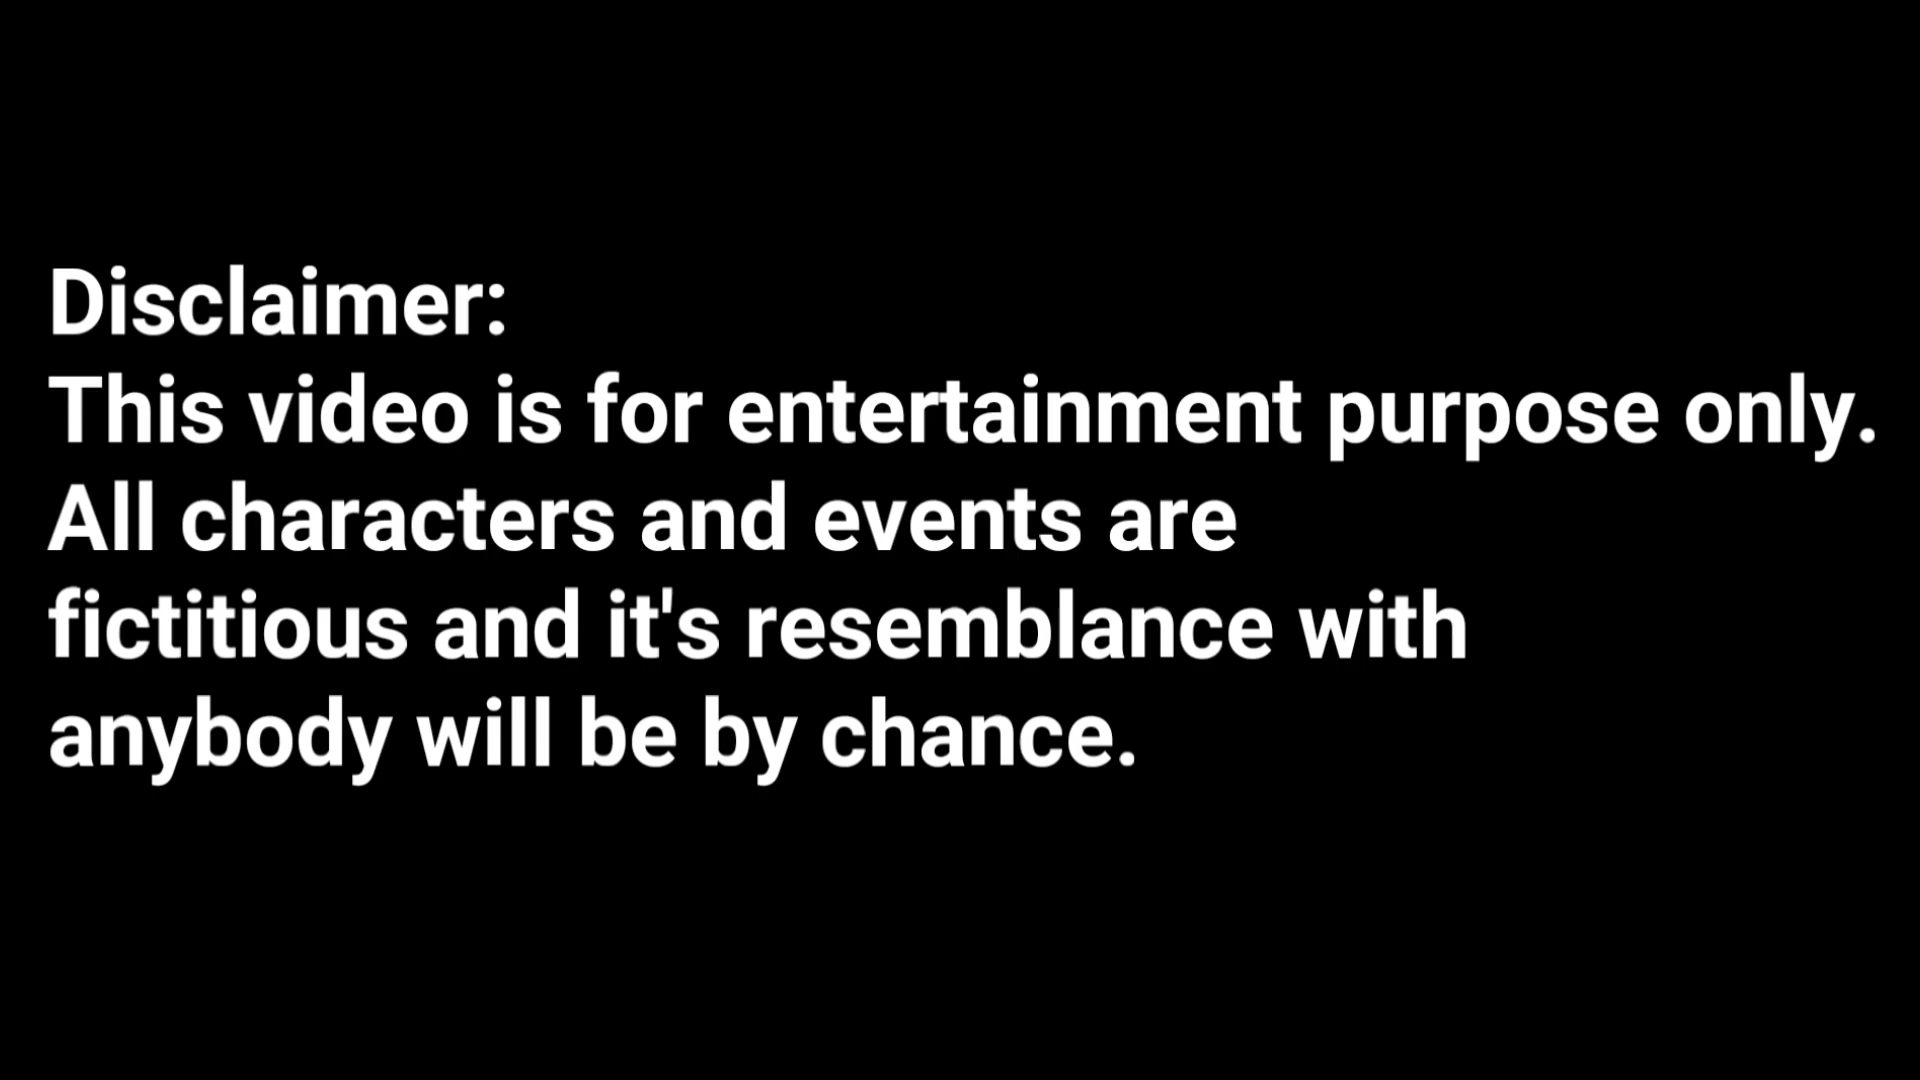 Disclaimer:
This video is for entertainment purpose only.
All characters and events are
fictitious and it's resemblance with
anybody will be by chance.